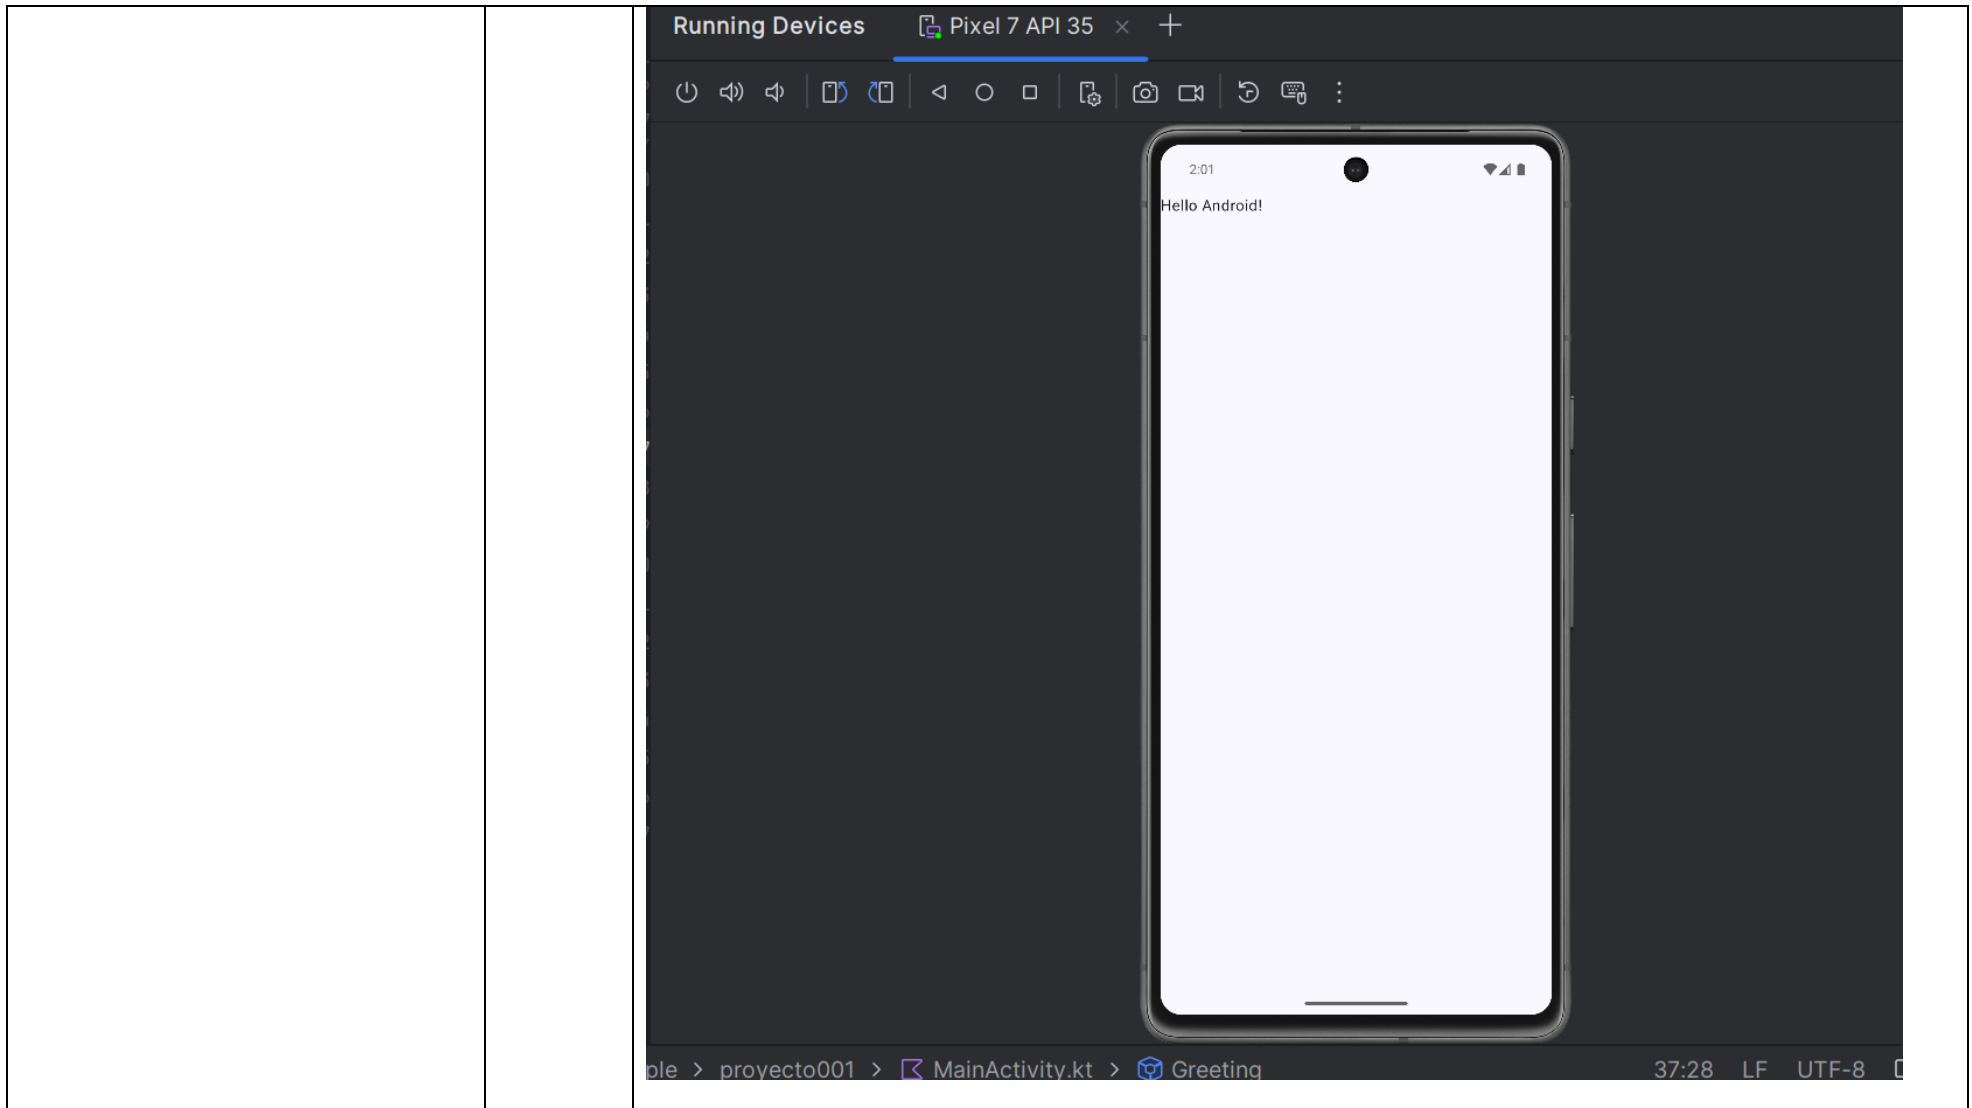 Running Devices Pixel 7 API 35
2:01
Hello Android!
ple > proyecto001 > MainActivity.kt > Greeting 37:28 LF UTF-8